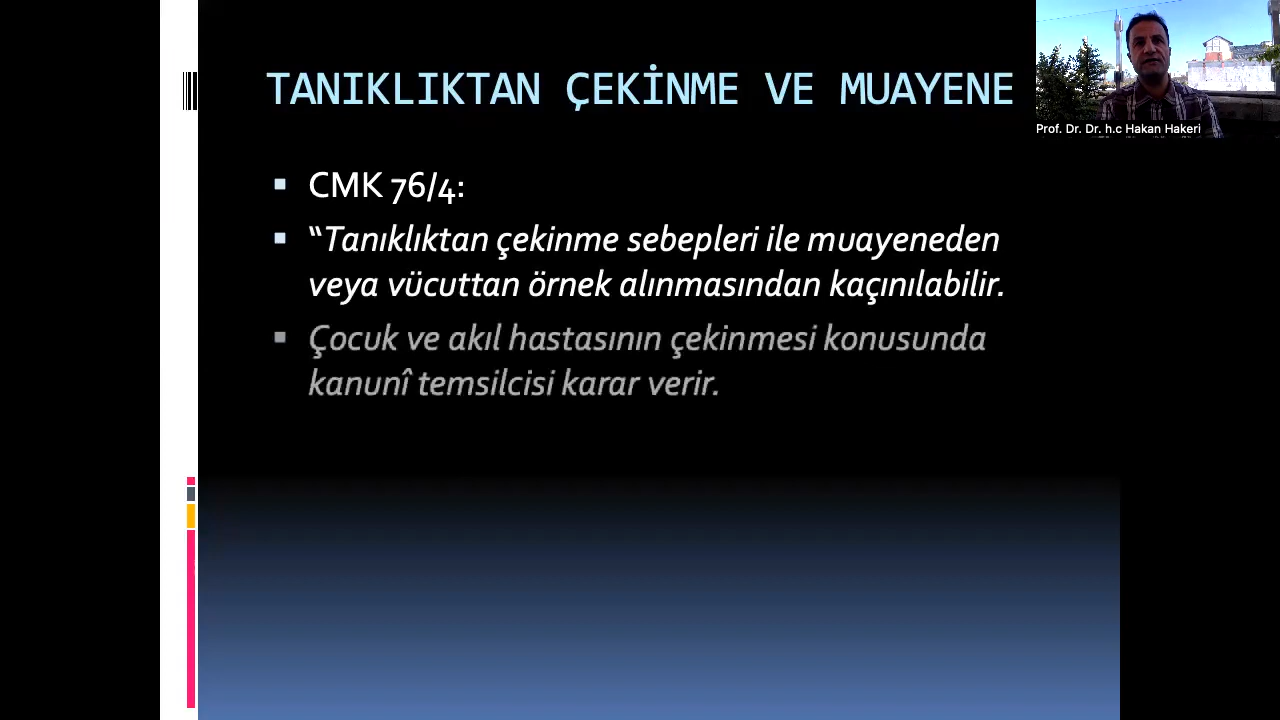 TANIKLIKTAN ÇEKİNME VE MUAYENE
Prof. Dr. Dr. h.c Hakan Hakeri
CMK 76/4:
“Tanıklıktan çekinme sebepleri ile muayeneden
veya vücuttan örnek alınmasından kaçınılabilir.
Çocuk ve akıl hastasının çekinmesi konusunda
kanunî temsilcisi karar verir.